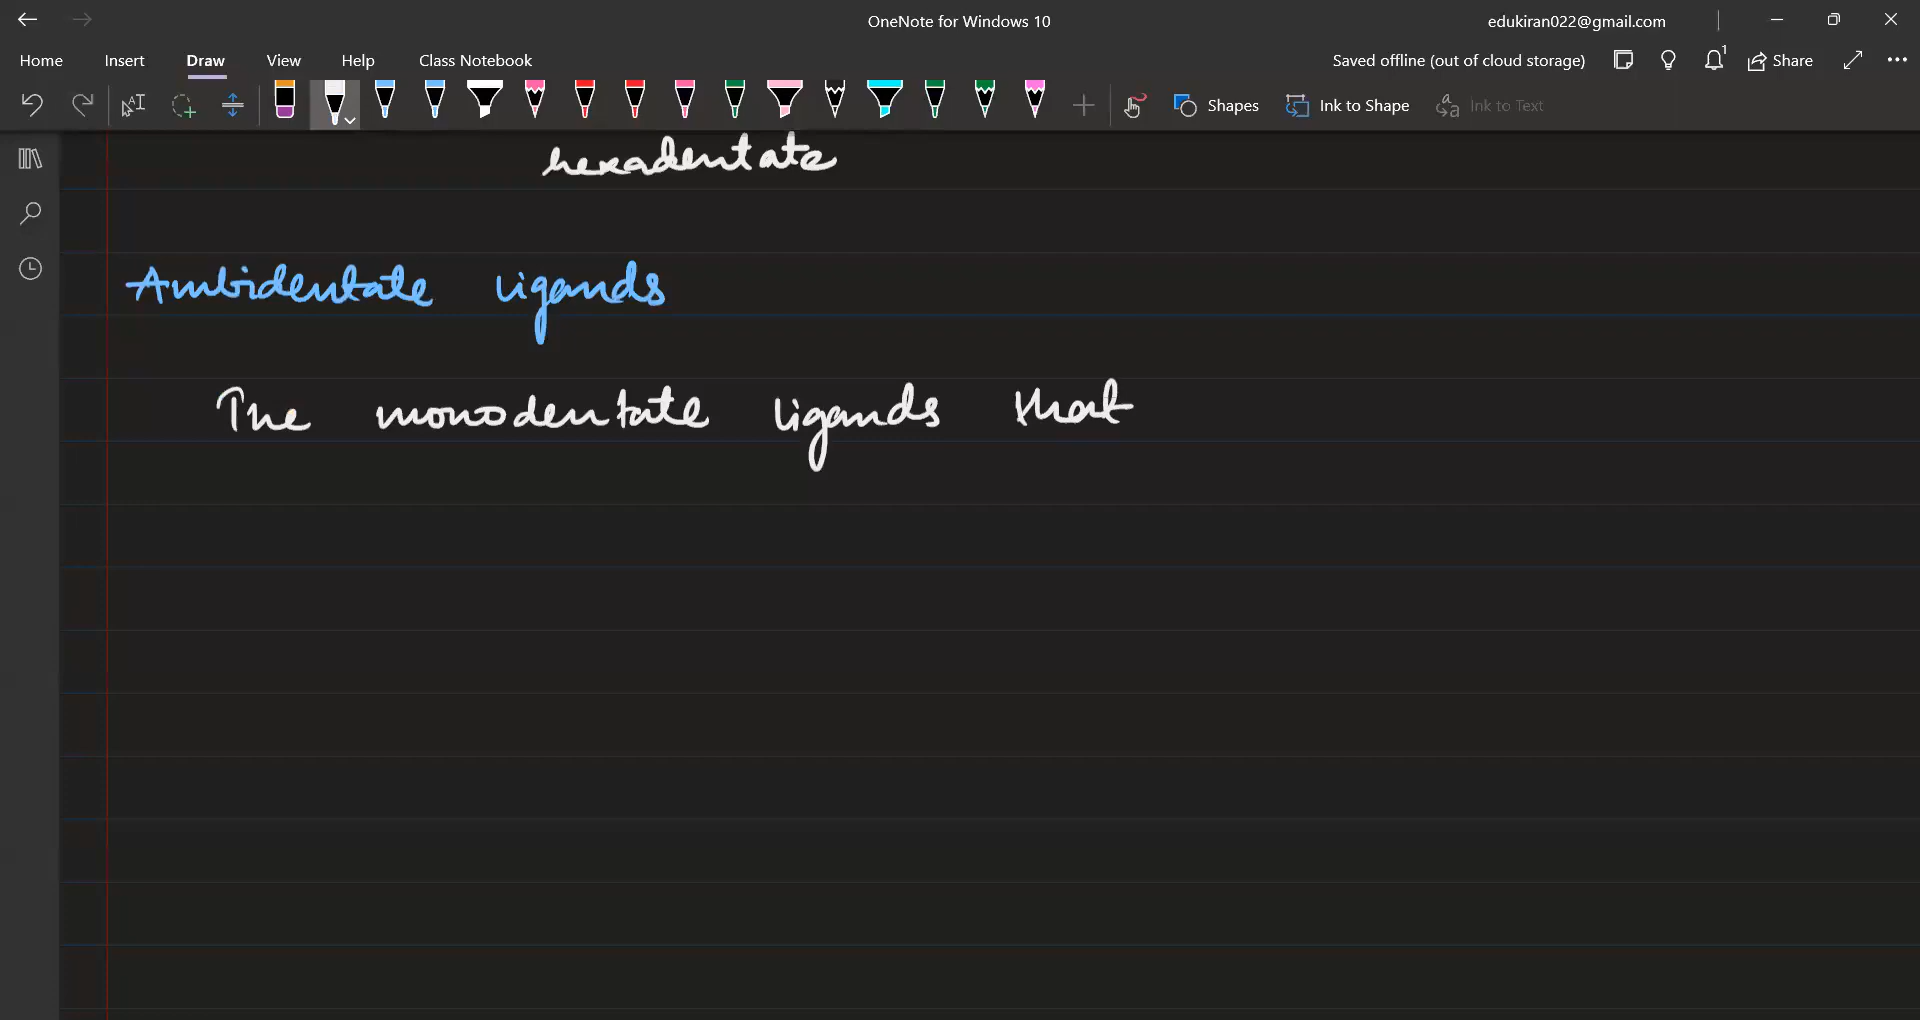 OneNote for Windows 10
edukiran022@gmail.com
Home Insert Draw View Help Class Notebook
Saved offline (out of cloud storage)
1
Share
Shapes
Ink to Shape
Ink to Text
hexadentate
Ambidentate ligands
The monodentate ligands that